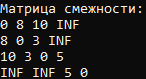 Матрица смежности:
0 8 10 INF
8 0 3 INF
10 3 0 5
INF INF 5 0